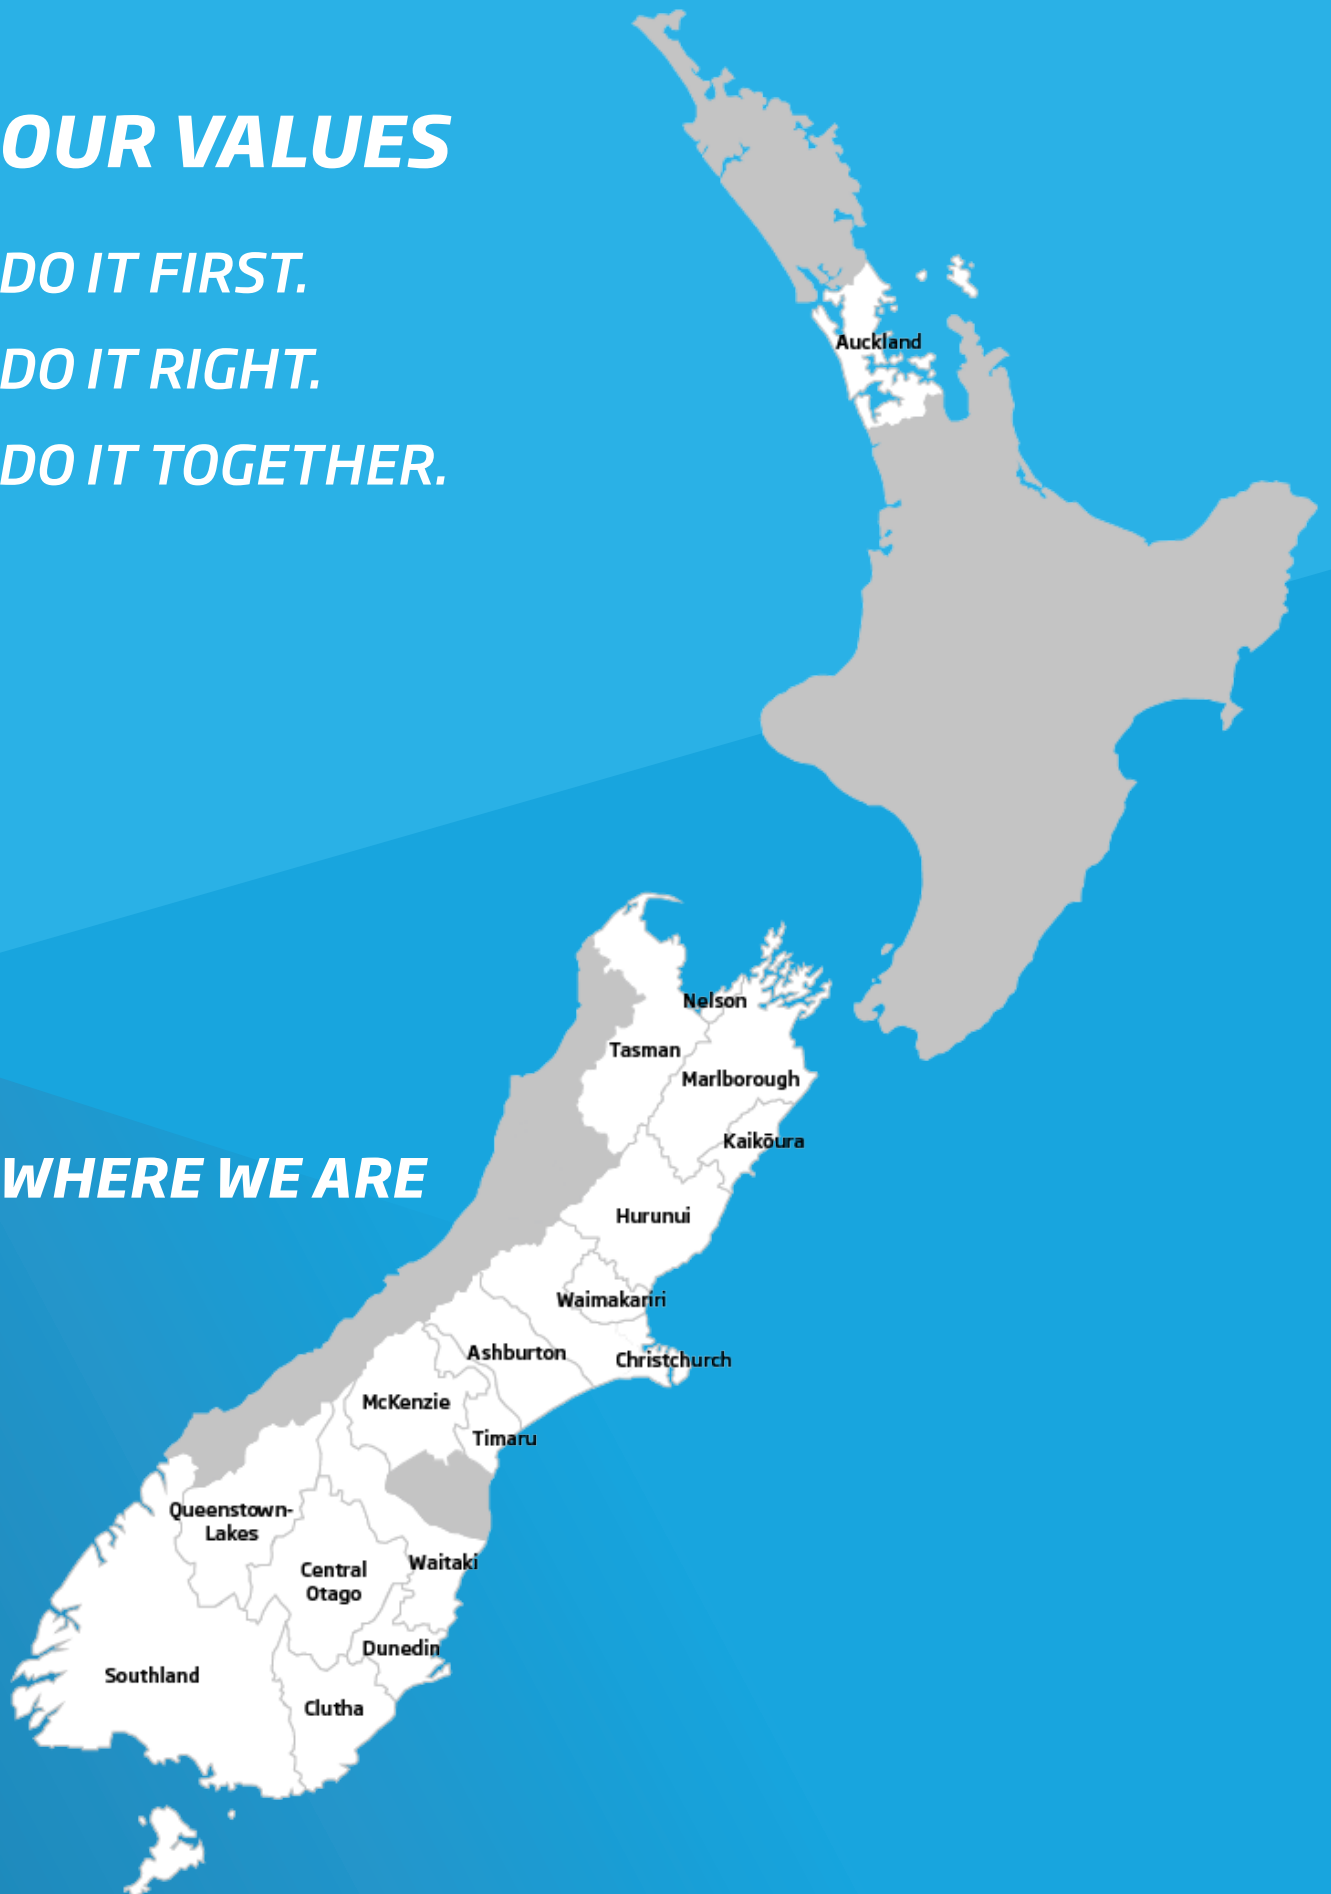 OUR VALUES
DO IT FIRST.
DO IT RIGHT.
DO IT TOGETHER.
Auckland
Nelson
Tasman
Marlborough
Kaikōura
WHERE WE ARE
Hurunui
Waimakariri
Ashburton
Christchurch
McKenzie
Timaru
Queenstown-
Lakes
Waitaki
Central
Otago
Dunedin
Southland
Clutha